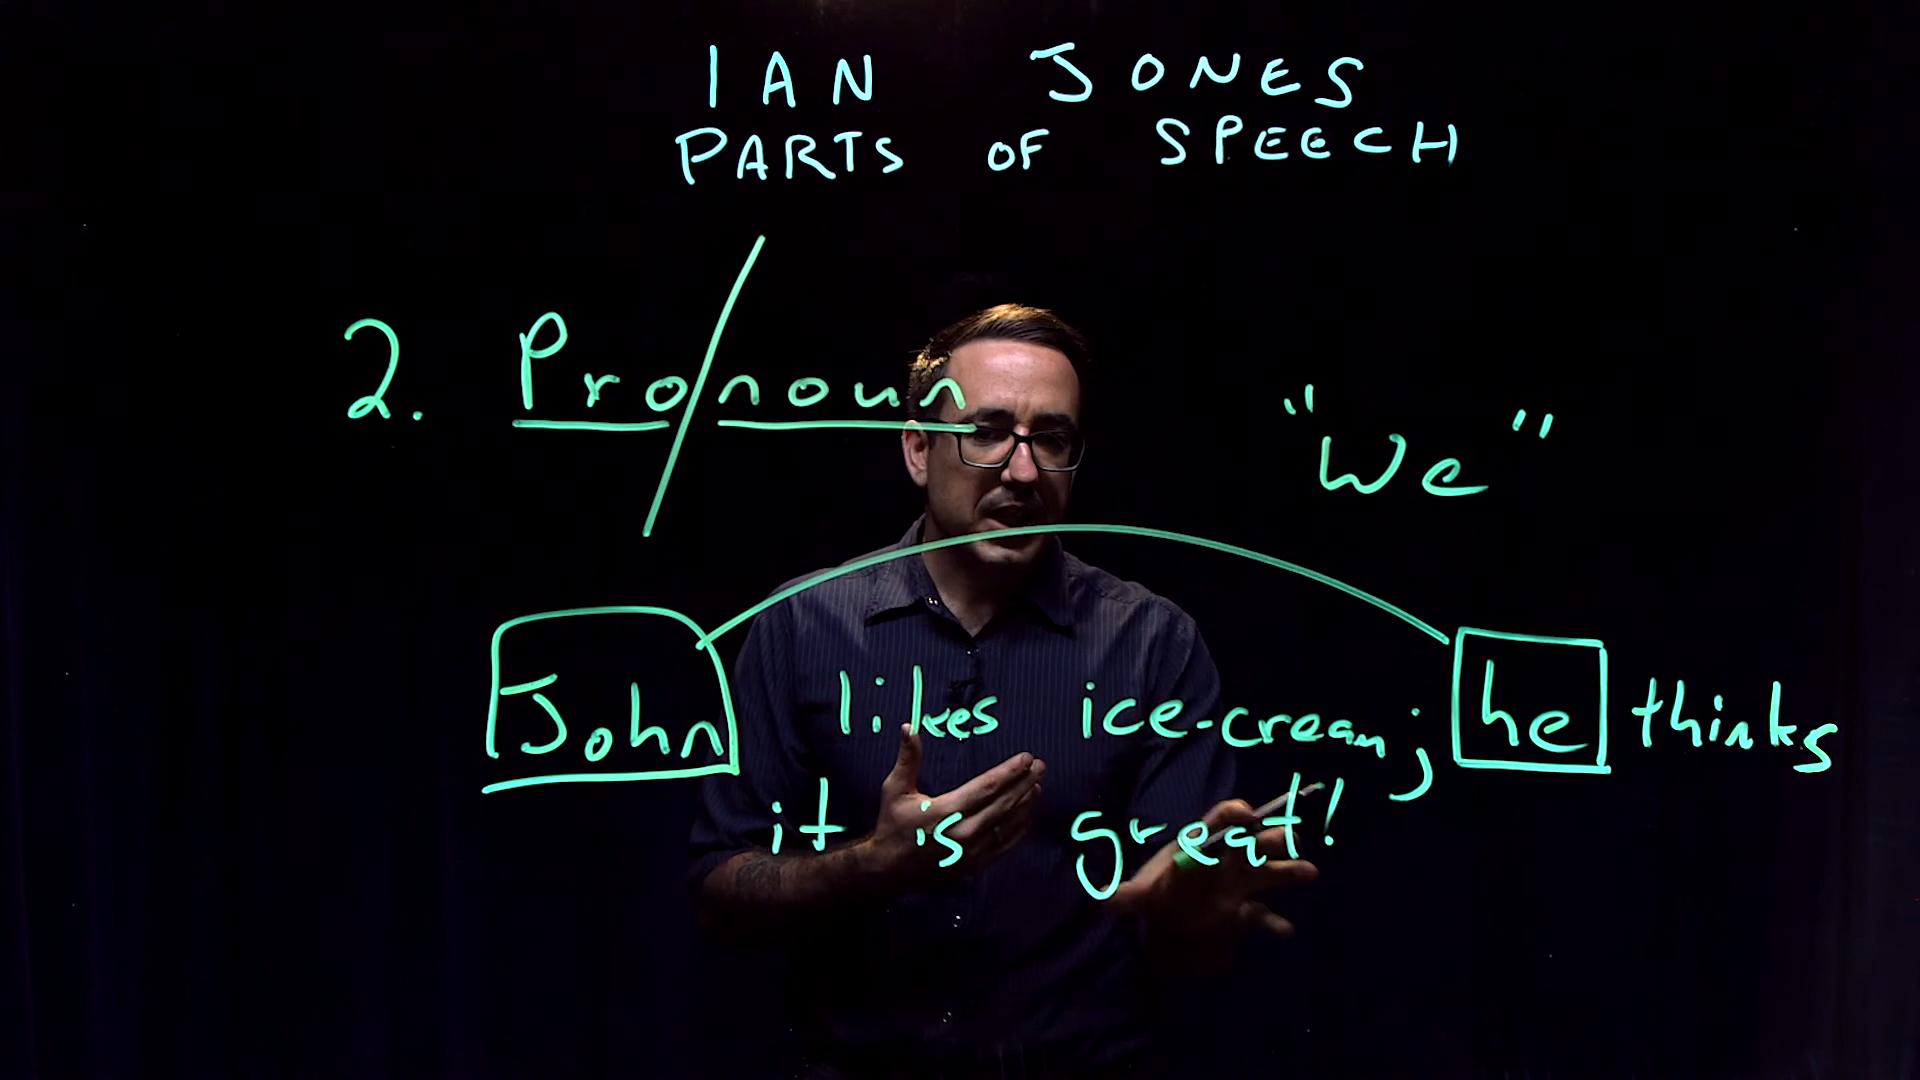 IAN JONES
PARTS OF SPEECH
2. Pro/noun
"We"
John likes ice-cream; he thinks
it is great!